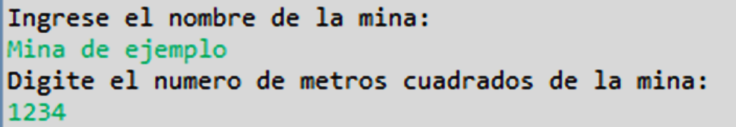 Ingrese el nombre de la mina:
Mina de ejemplo
Digite el numero de metros cuadrados de la mina:
1234